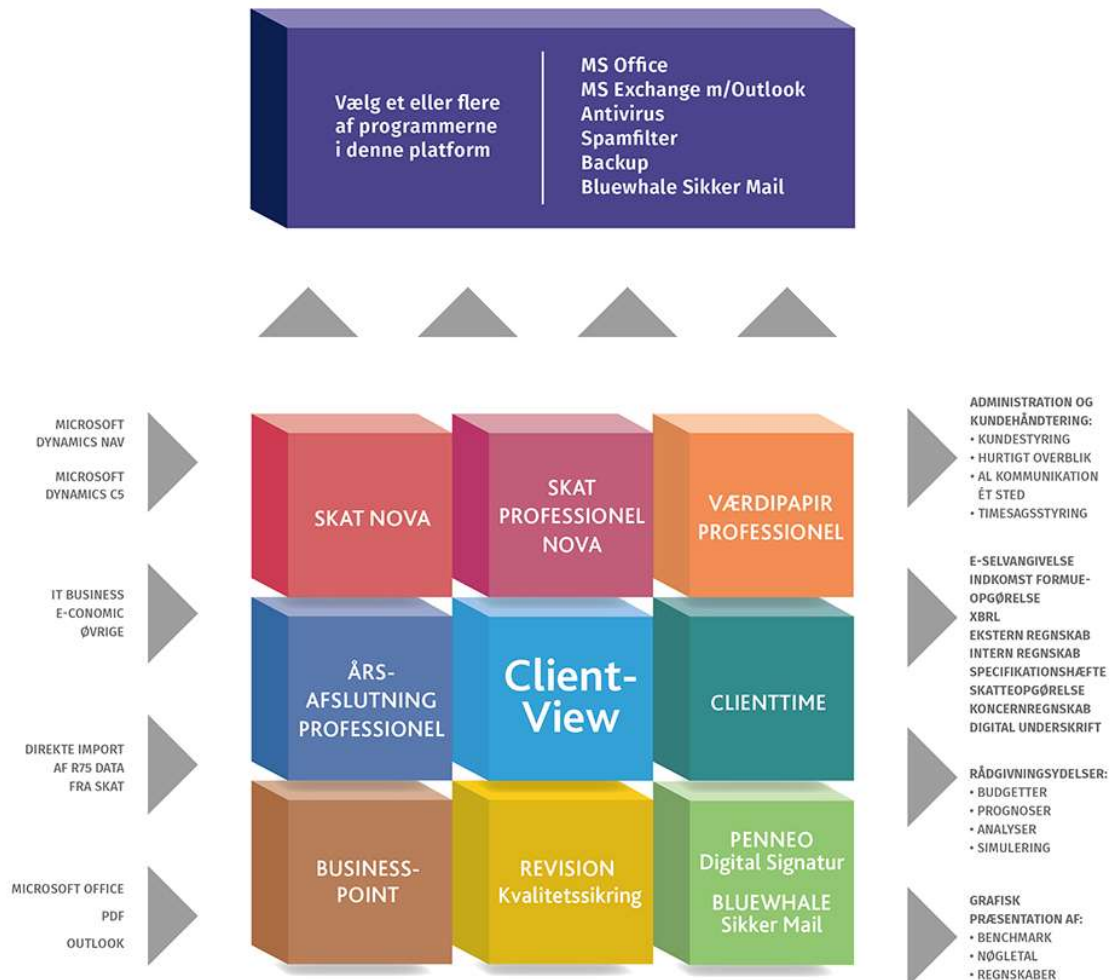 Vælg et eller flere
af programmerne
i denne platform
MS Office
MS Exchange m/Outlook
Antivirus
Spamfilter
Backup
Bluewhale Sikker Mail
MICROSOFT
DYNAMICS NAV
MICROSOFT
DYNAMICS C5
IT BUSINESS
E-CONOMIC
ØVRIGE
DIREKTE IMPORT
AF R75 DATA
FRA SKAT
MICROSOFT OFFICE
PDF
OUTLOOK
SKAT NOVA
SKAT
PROFESSIONEL
NOVA
VÆRDIPAPIR
PROFESSIONEL
ÅRS-
AFSLUTNING
PROFESSIONEL
Client-
View
CLIENTTIME
BUSINESS-
POINT
REVISION
Kvalitetssikring
PENNEO
Digital Signatur
BLUEWHALE
Sikker Mail
ADMINISTRATION OG
KUNDEHÅNDTERING:
• KUNDESTYRING
• HURTIGT OVERBLIK
• AL KOMMUNIKATION
ÉT STED
• TIMESAGSSTYRING
E-SELVANGIVELSE
INDKOMST FORMUE-
OPGØRELSE
XBRL
EKSTERN REGNSKAB
INTERN REGNSKAB
SPECIFIKATIONSHÆFTE
SKATTEOPGØRELSE
KONCERNREGNSKAB
DIGITAL UNDERSKRIFT
RÅDGIVNINGSYDELSER:
• BUDGETTER
• PROGNOSER
• ANALYSER
• SIMULERING
GRAFISK
PRÆSENTATION AF:
• BENCHMARK
• NØGLETAL
• REGNSKABER